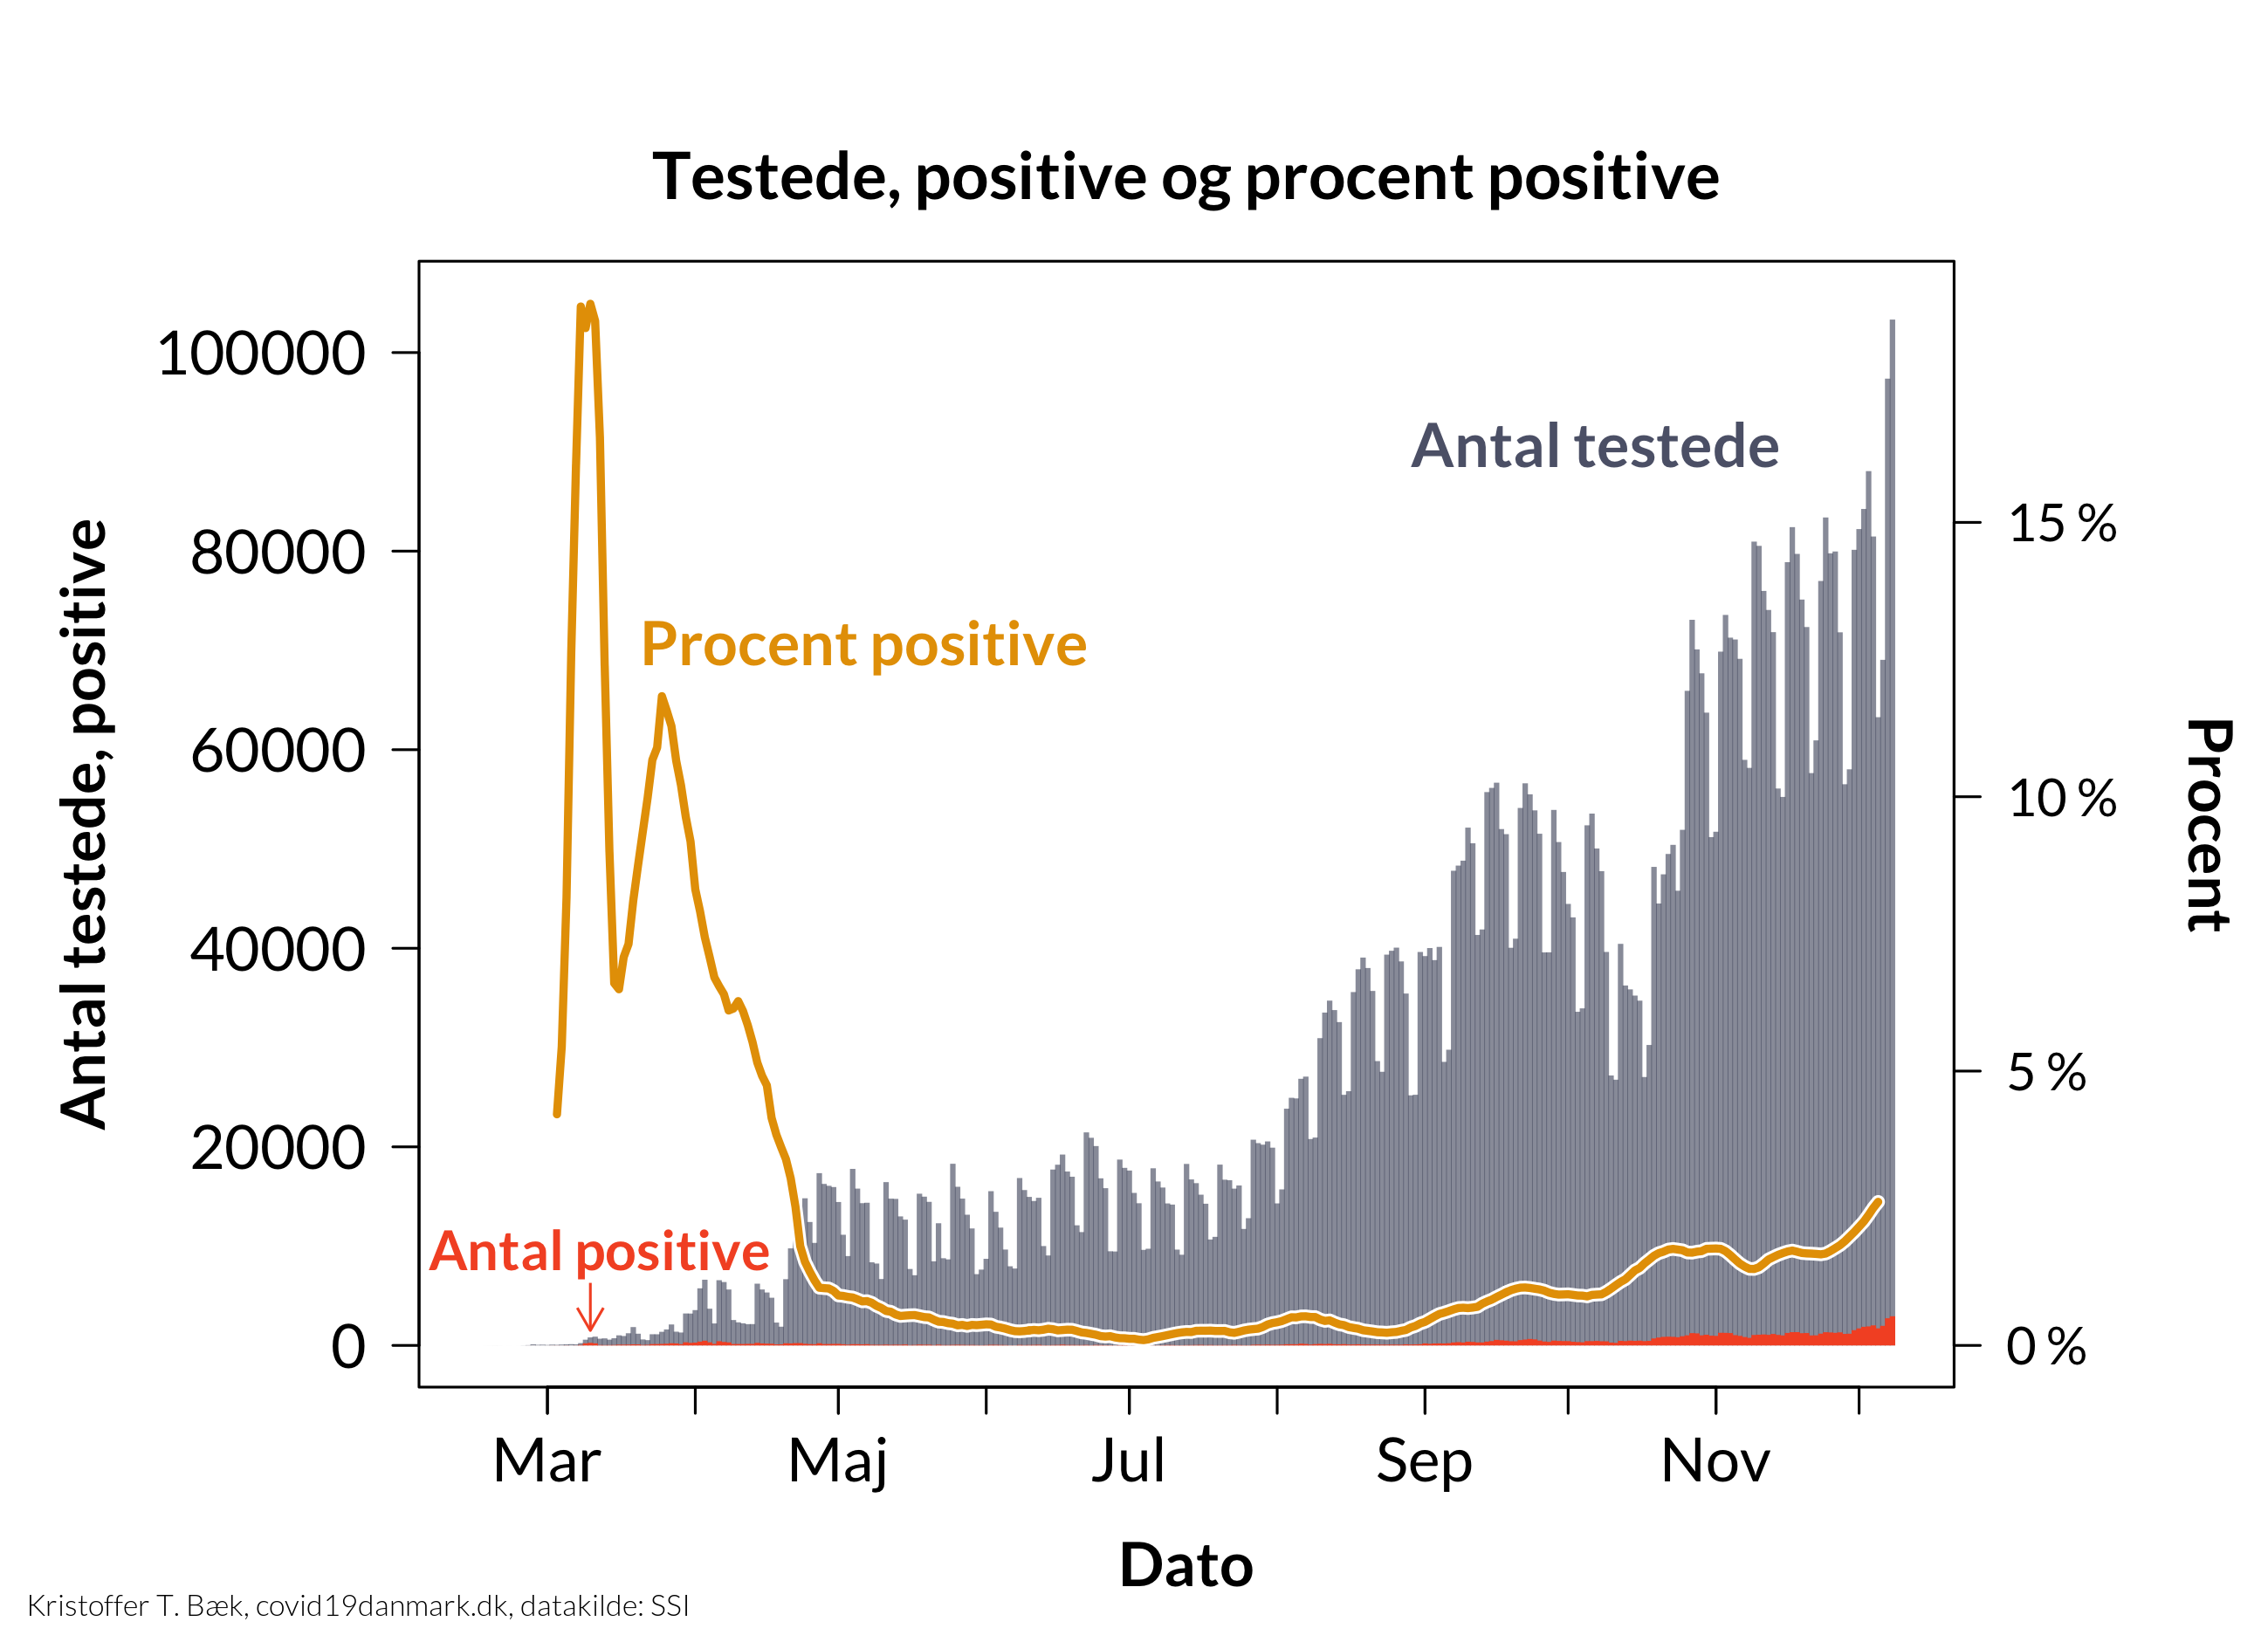 Testede, positive og procent positive
Antal testede, positive
100000
80000
60000
40000
20000
0
Antal testede
Procent positive
Antal positive
15 %
10 %
5 %
0 %
Procent
Mar
Maj
Jul
Sep
Nov
Dato
Kristoffer T. Bæk, covid19danmark.dk, datakilde: SSI